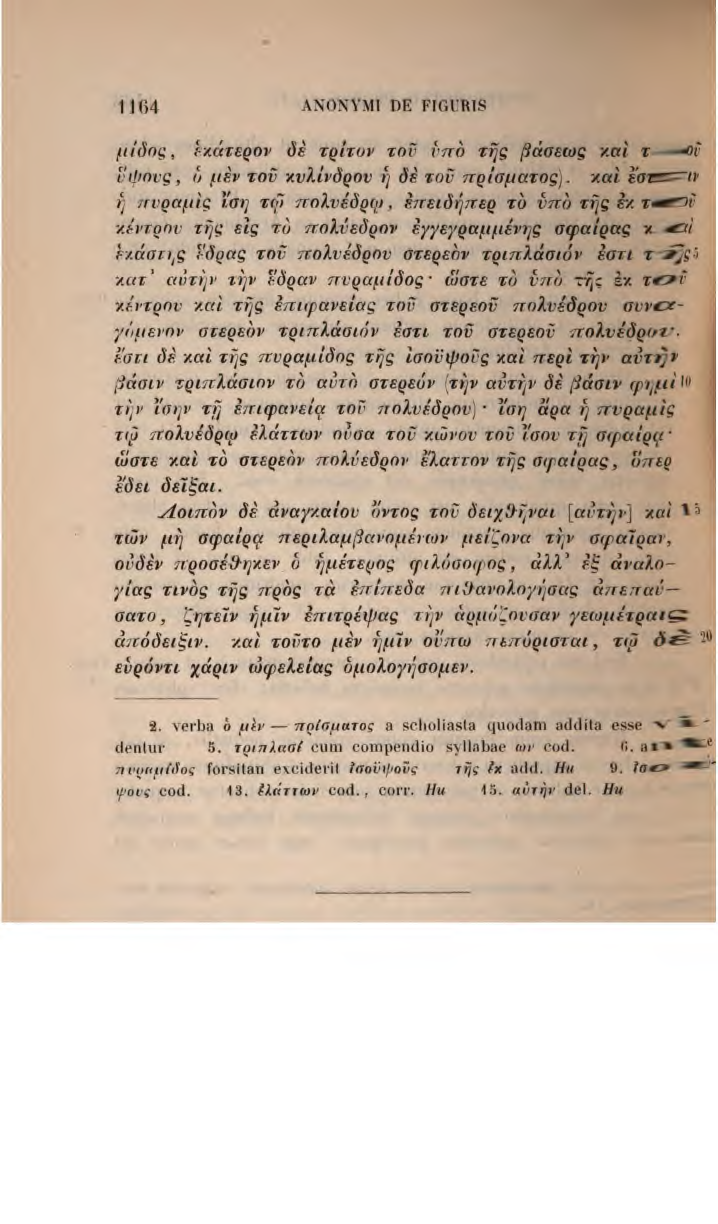 1164 ANONYMI DE FIGURIS
μίδος, ἑκάτερον δὲ τρίτον τοῦ ὑπὸ τῆς βάσεως καὶ
ὕψους, ὁ μὲν τοῦ κυλίνδρου ἡ δὲ τοῦ πρίσματος). καὶ
ἡ πυραμὶς ἴση τῷ πολυέδρῳ, ἐπειδήπερ τὸ ὑπὸ τῆς ἐκ
κέντρου τῆς εἰς τὸ πολύεδρον ἐγγεγραμμένης σφαίρας
ἑκάστης ἕδρας τοῦ πολυέδρου στερεὸν τριπλάσιόν ἐστι τῆς 5
κατ᾽ αὐτὴν τὴν ἕδραν πυραμίδος· ὥστε τὸ ὑπὸ τῆς ἐκ τοῦ
κέντρου καὶ τῆς ἐπιφανείας τοῦ στερεοῦ πολυέδρου συνα-
γόμενον στερεὸν τριπλάσιόν ἐστι τοῦ στερεοῦ πολυέδρου.
ἔστι δὲ καὶ τῆς πυραμίδος τῆς ἰσοϋψοῦς καὶ περὶ τὴν αὐτὴν
βάσιν τριπλάσιον τὸ αὐτὸ στερεόν (τὴν αὐτὴν δὲ βάσιν φημὶ 10
τὴν ἴσην τῇ ἐπιφανείᾳ τοῦ πολυέδρου)· ἴση ἄρα ἡ πυραμὶς
τῷ πολυέδρῳ ἐλάττων οὖσα τοῦ κώνου τοῦ ἴσου τῇ σφαίρᾳ·
ὥστε καὶ τὸ στερεὸν πολύεδρον ἔλαττον τῆς σφαίρας, ὅπερ
ἔδει δεῖξαι.
Λοιπὸν δὲ ἀναγκαίου ὄντος τοῦ δειχθῆναι [αὐτὴν] καὶ 15
τῶν μὴ σφαίρᾳ περιλαμβανομένων μείζονα τὴν σφαῖραν,
οὐδὲν προσέθηκεν ὁ ἡμέτερος φιλόσοφος, ἀλλ᾽ ἐξ ἀναλο-
γίας τινὸς τῆς πρὸς τὰ ἐπίπεδα πιθανολογήσας ἀπεπαύ-
σατο, ζητεῖν ἡμῖν ἐπιτρέψας τὴν ἁρμόζουσαν γεωμέτραις
ἀπόδειξιν. καὶ τοῦτο μὲν ἡμῖν οὔπω πεπόρισται, τῷ δὲ 20
εὑρόντι χάριν ὠφελείας ὁμολογήσομεν.
2. verba ὁ μὲν — πρίσματος a scholiasta quodam addita esse
dentur 5. τριπλασί cum compendio syllabae ων cod. 6.
πυραμίδος forsitan exciderit ἰσοϋψοῦς τῆς ἐκ add. Hu 9.
ψους cod. 13. ἐλάττων cod., corr. Hu 15. αὐτὴν del. Hu